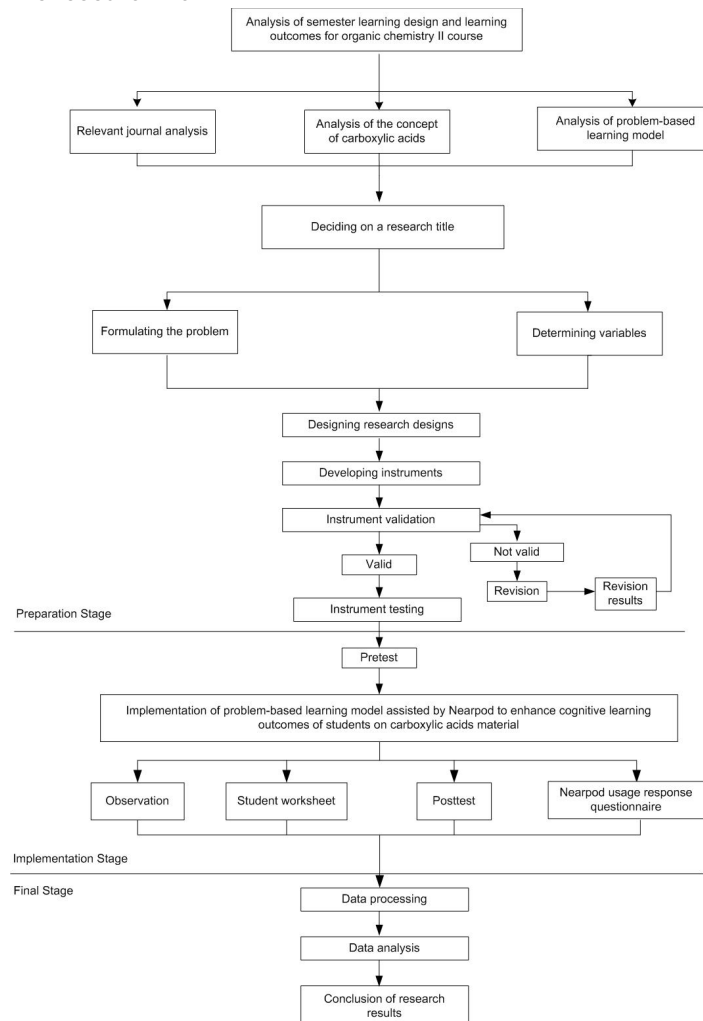 Analysis of semester learning design and learning
outcomes for organic chemistry II course
Relevant journal analysis
Analysis of the concept
of carboxylic acids
Analysis of problem-based
learning model
Deciding on a research title
Formulating the problem
Determining variables
Designing research designs
Developing instruments
Instrument validation
Not valid
Valid
Revision
Revision
results
Instrument testing
Preparation Stage
Pretest
Implementation of problem-based learning model assisted by Nearpod to enhance cognitive learning
outcomes of students on carboxylic acids material
Observation
Student worksheet
Posttest
Nearpod usage response
questionnaire
Implementation Stage
Final Stage
Data processing
Data analysis
Conclusion of research
results